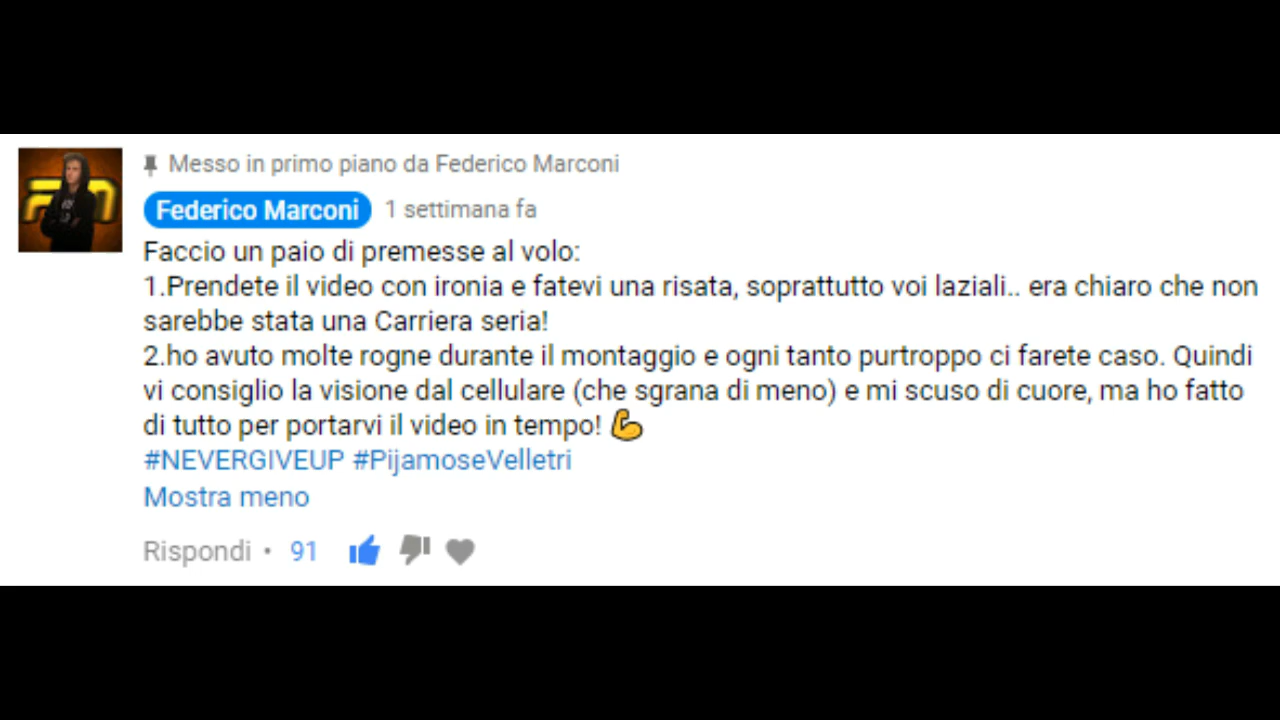 Messo in primo piano da Federico Marconi
Federico Marconi 1 settimana fa
Faccio un paio di premesse al volo:
1.Prendete il video con ironia e fatevi una risata, soprattutto voi laziali.. era chiaro che non
sarebbe stata una Carriera seria!
2.ho avuto molte rogne durante il montaggio e ogni tanto purtroppo ci farete caso. Quindi
vi consiglio la visione dal cellulare (che sgrana di meno) e mi scuso di cuore, ma ho fatto
di tutto per portarvi il video in tempo! 💪
#NEVERGIVEUP #PijamoseVelletri
Mostra meno
Rispondi • 91